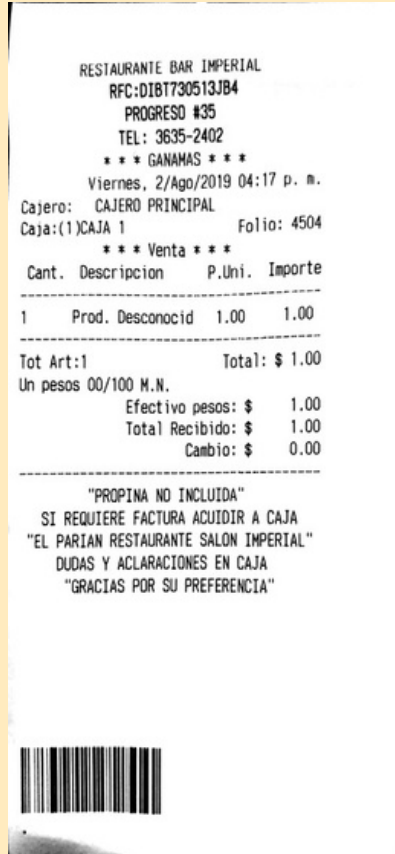 RESTAURANTE BAR IMPERIAL
RFC:DIBT730513JB4
PROGRESO #35
TEL: 3635-2402
* * * GANAMAS * * *
Viernes, 2/Ago/2019 04:17 p. m.
Cajero: CAJERO PRINCIPAL
Caja:(1)CAJA 1 Folio: 4504
* * * Venta * * *
Cant. Descripcion P.Uni. Importe
1 Prod. Desconocid 1.00 1.00
Tot Art:1 Total: $ 1.00
Un pesos 00/100 M.N.
Efectivo pesos: $ 1.00
Total Recibido: $ 1.00
Cambio: $ 0.00
"PROPINA NO INCLUIDA"
SI REQUIERE FACTURA ACUIDIR A CAJA
"EL PARIAN RESTAURANTE SALON IMPERIAL"
DUDAS Y ACLARACIONES EN CAJA
"GRACIAS POR SU PREFERENCIA"